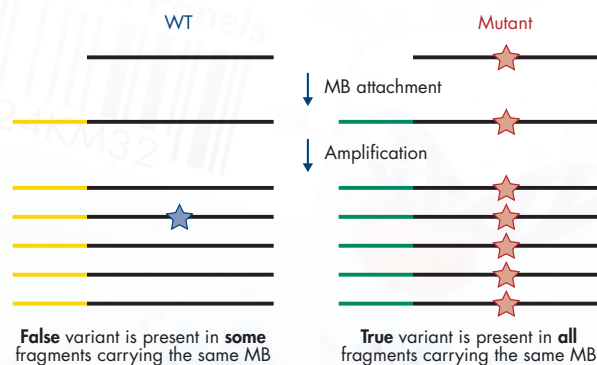 WT
Mutant
MB attachment
Amplification
False variant is present in some
fragments carrying the same MB
True variant is present in all
fragments carrying the same MB